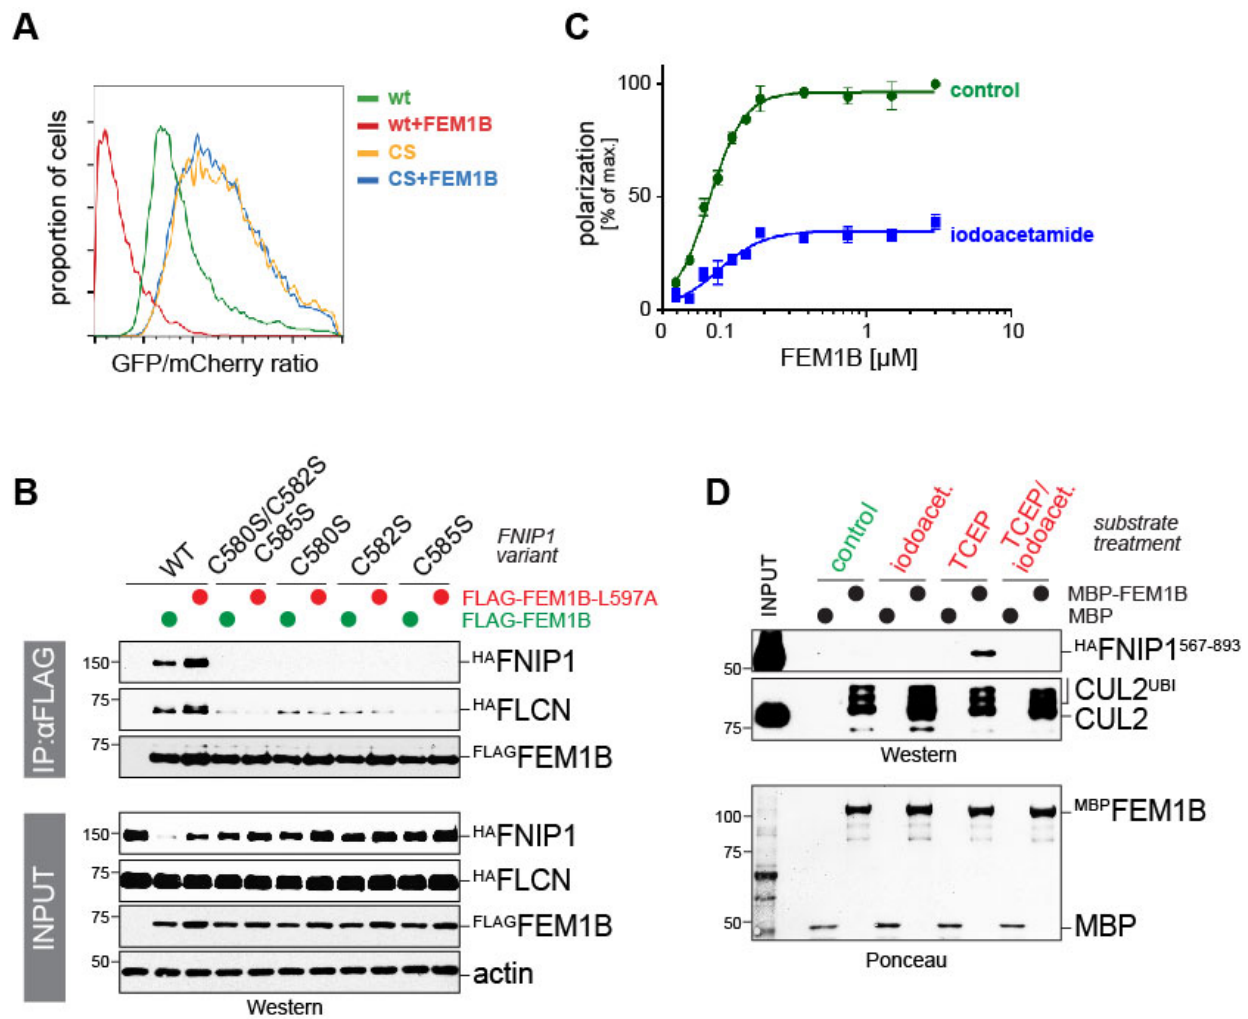 A
proportion of cells
GFP/mCherry ratio
wt
wt+FEM1B
CS
CS+FEM1B
C
polarization
[% of max.]
100
50
0
0 0.1 1 10
FEM1B [µM]
control
iodoacetamide
B
WT
C580S/C582S
C585S
C580S
C582S
C585S
FNIP1
variant
FLAG-FEM1B-L597A
FLAG-FEM1B
IP:αFLAG
150
HAFNIP1
75
HAFLCN
75
FLAGFEM1B
INPUT
150
HAFNIP1
75
HAFLCN
75
FLAGFEM1B
50
actin
Western
D
INPUT
control
iodoacet.
TCEP
TCEP/
iodoacet.
substrate
treatment
MBP-FEM1B
MBP
50
HAFNIP1567-893
CUL2UBI
CUL2
75
Western
100
MBPFEM1B
75
50
MBP
Ponceau